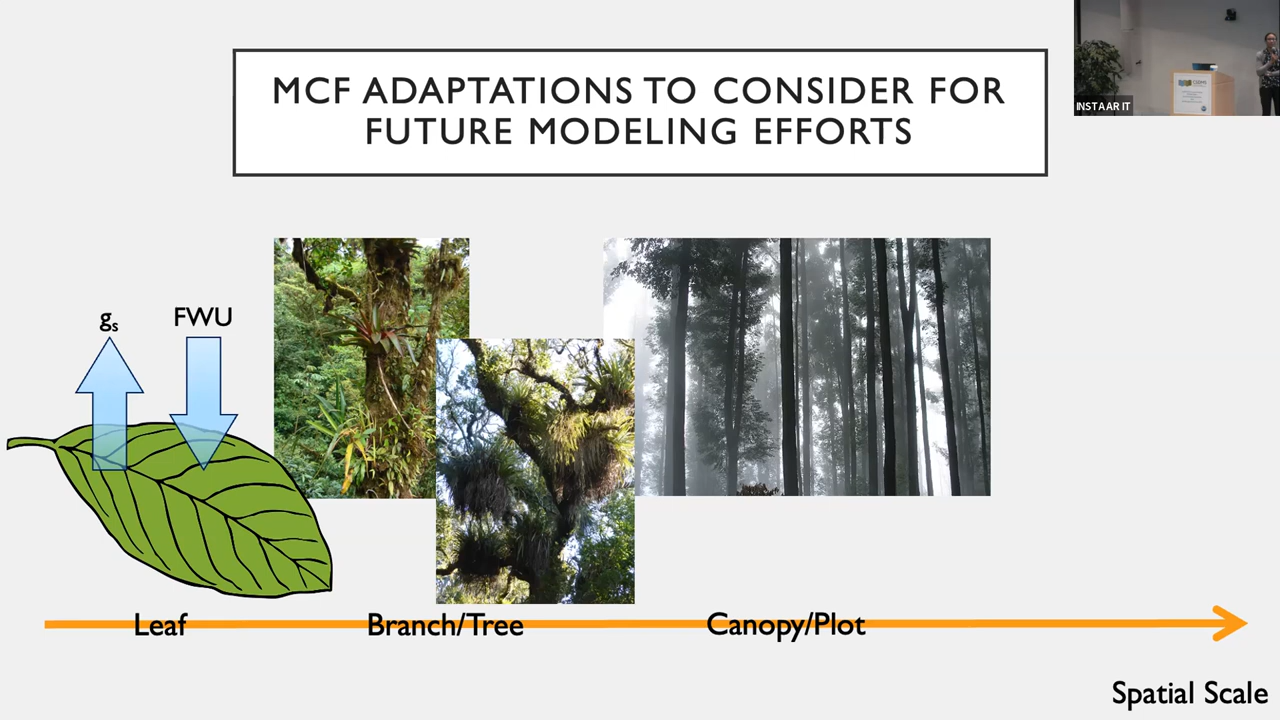 MCF ADAPTATIONS TO CONSIDER FOR
FUTURE MODELING EFFORTS
INSTAAR IT
gs
FWU
Leaf
Branch/Tree
Canopy/Plot
Spatial Scale